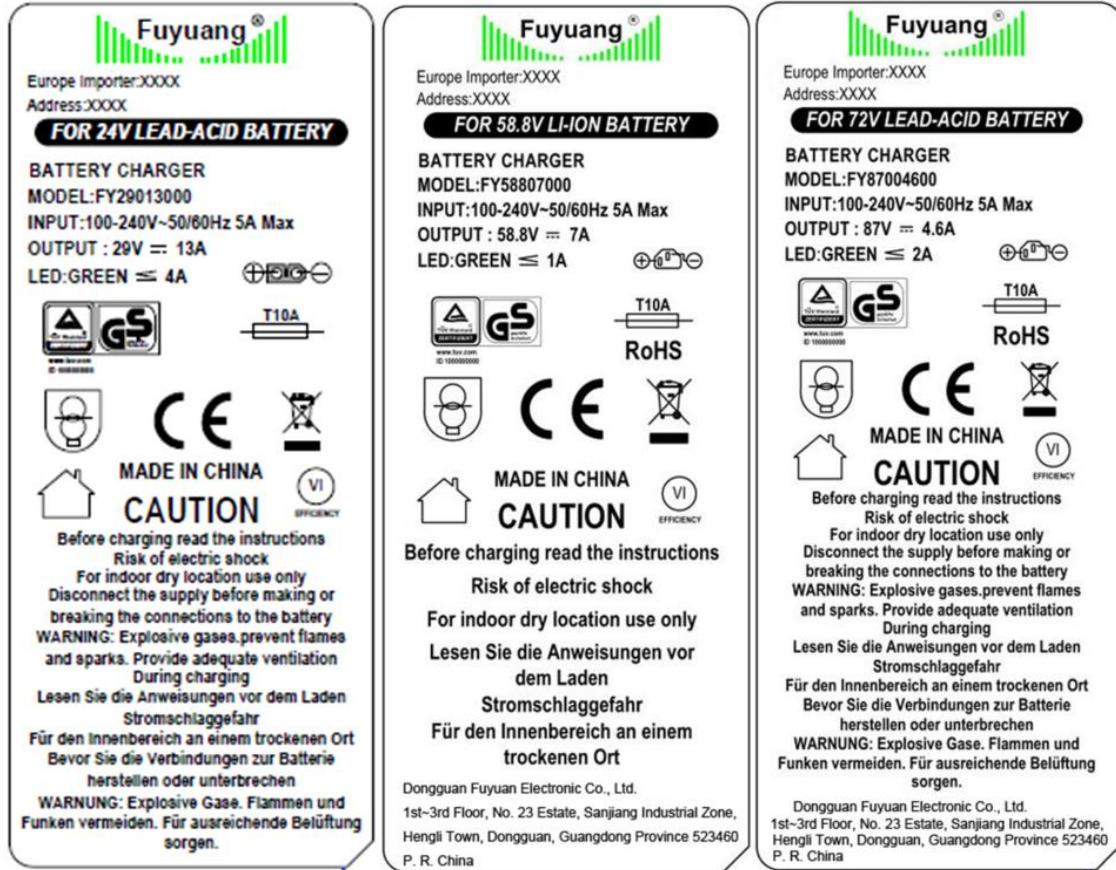 Fuyuang®
Europe Importer:XXXX
Address:XXXX
FOR 24V LEAD-ACID BATTERY
BATTERY CHARGER
MODEL:FY29013000
INPUT:100-240V~50/60Hz 5A Max
OUTPUT : 29V ⎓ 13A
LED:GREEN ≤ 4A
T10A
GS
www.tuv.com
CE
MADE IN CHINA
VI
EFFICIENCY
CAUTION
Before charging read the instructions
Risk of electric shock
For indoor dry location use only
Disconnect the supply before making or
breaking the connections to the battery
WARNING: Explosive gases.prevent flames
and sparks. Provide adequate ventilation
During charging
Lesen Sie die Anweisungen vor dem Laden
Stromschlaggefahr
Für den Innenbereich an einem trockenen Ort
Bevor Sie die Verbindungen zur Batterie
herstellen oder unterbrechen
WARNUNG: Explosive Gase. Flammen und
Funken vermeiden. Für ausreichende Belüftung
sorgen.
Fuyuang®
Europe Importer:XXXX
Address:XXXX
FOR 58.8V LI-ION BATTERY
BATTERY CHARGER
MODEL:FY58807000
INPUT:100-240V~50/60Hz 5A Max
OUTPUT : 58.8V ⎓ 7A
LED:GREEN ≤ 1A
T10A
GS
RoHS
www.tuv.com
ID 1000000000
CE
MADE IN CHINA
VI
EFFICIENCY
CAUTION
Before charging read the instructions
Risk of electric shock
For indoor dry location use only
Lesen Sie die Anweisungen vor
dem Laden
Stromschlaggefahr
Für den Innenbereich an einem
trockenen Ort
Dongguan Fuyuan Electronic Co., Ltd.
1st~3rd Floor, No. 23 Estate, Sanjiang Industrial Zone,
Hengli Town, Dongguan, Guangdong Province 523460
P. R. China
Fuyuang®
Europe Importer:XXXX
Address:XXXX
FOR 72V LEAD-ACID BATTERY
BATTERY CHARGER
MODEL:FY87004600
INPUT:100-240V~50/60Hz 5A Max
OUTPUT : 87V ⎓ 4.6A
LED:GREEN ≤ 2A
T10A
GS
RoHS
www.tuv.com
ID 1000000000
CE
MADE IN CHINA
VI
EFFICIENCY
CAUTION
Before charging read the instructions
Risk of electric shock
For indoor dry location use only
Disconnect the supply before making or
breaking the connections to the battery
WARNING: Explosive gases.prevent flames
and sparks. Provide adequate ventilation
During charging
Lesen Sie die Anweisungen vor dem Laden
Stromschlaggefahr
Für den Innenbereich an einem trockenen Ort
Bevor Sie die Verbindungen zur Batterie
herstellen oder unterbrechen
WARNUNG: Explosive Gase. Flammen und
Funken vermeiden. Für ausreichende Belüftung
sorgen.
Dongguan Fuyuan Electronic Co., Ltd.
1st~3rd Floor, No. 23 Estate, Sanjiang Industrial Zone,
Hengli Town, Dongguan, Guangdong Province 523460
P. R. China